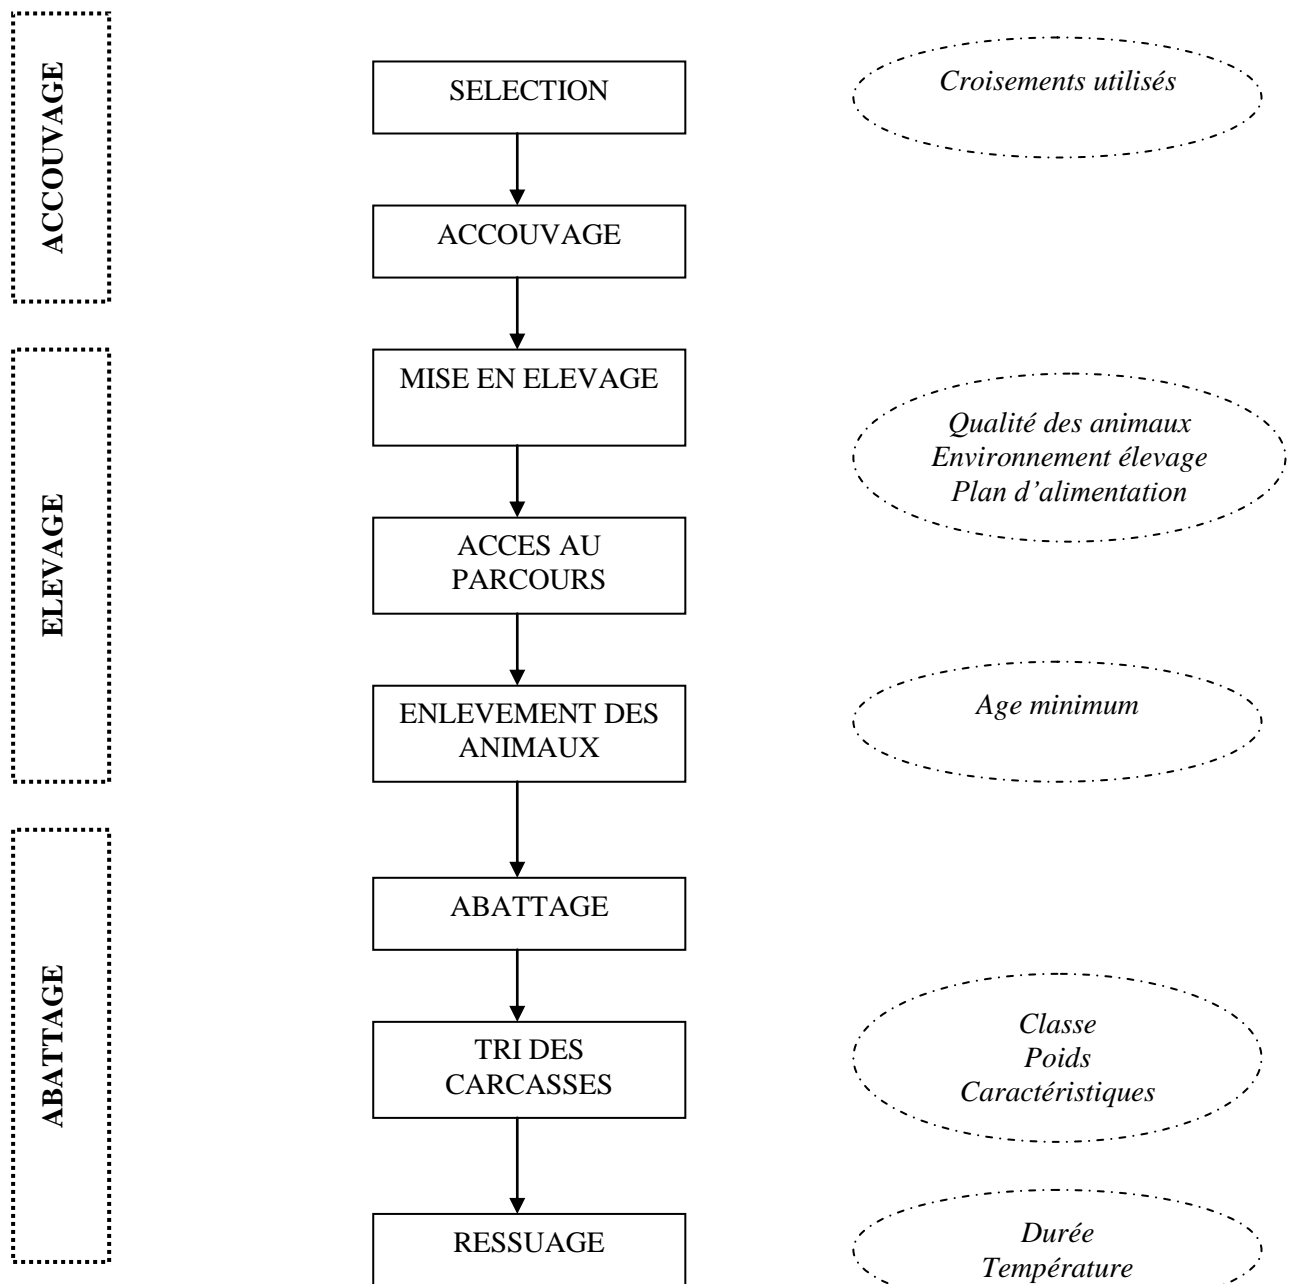 ACCOUVAGE
SELECTION
Croisements utilisés
ACCOUVAGE
ELEVAGE
MISE EN ELEVAGE
Qualité des animaux
Environnement élevage
Plan d'alimentation
ACCES AU
PARCOURS
ENLEVEMENT DES
ANIMAUX
Age minimum
ABATTAGE
ABATTAGE
TRI DES
CARCASSES
Classe
Poids
Caractéristiques
RESSUAGE
Durée
Température